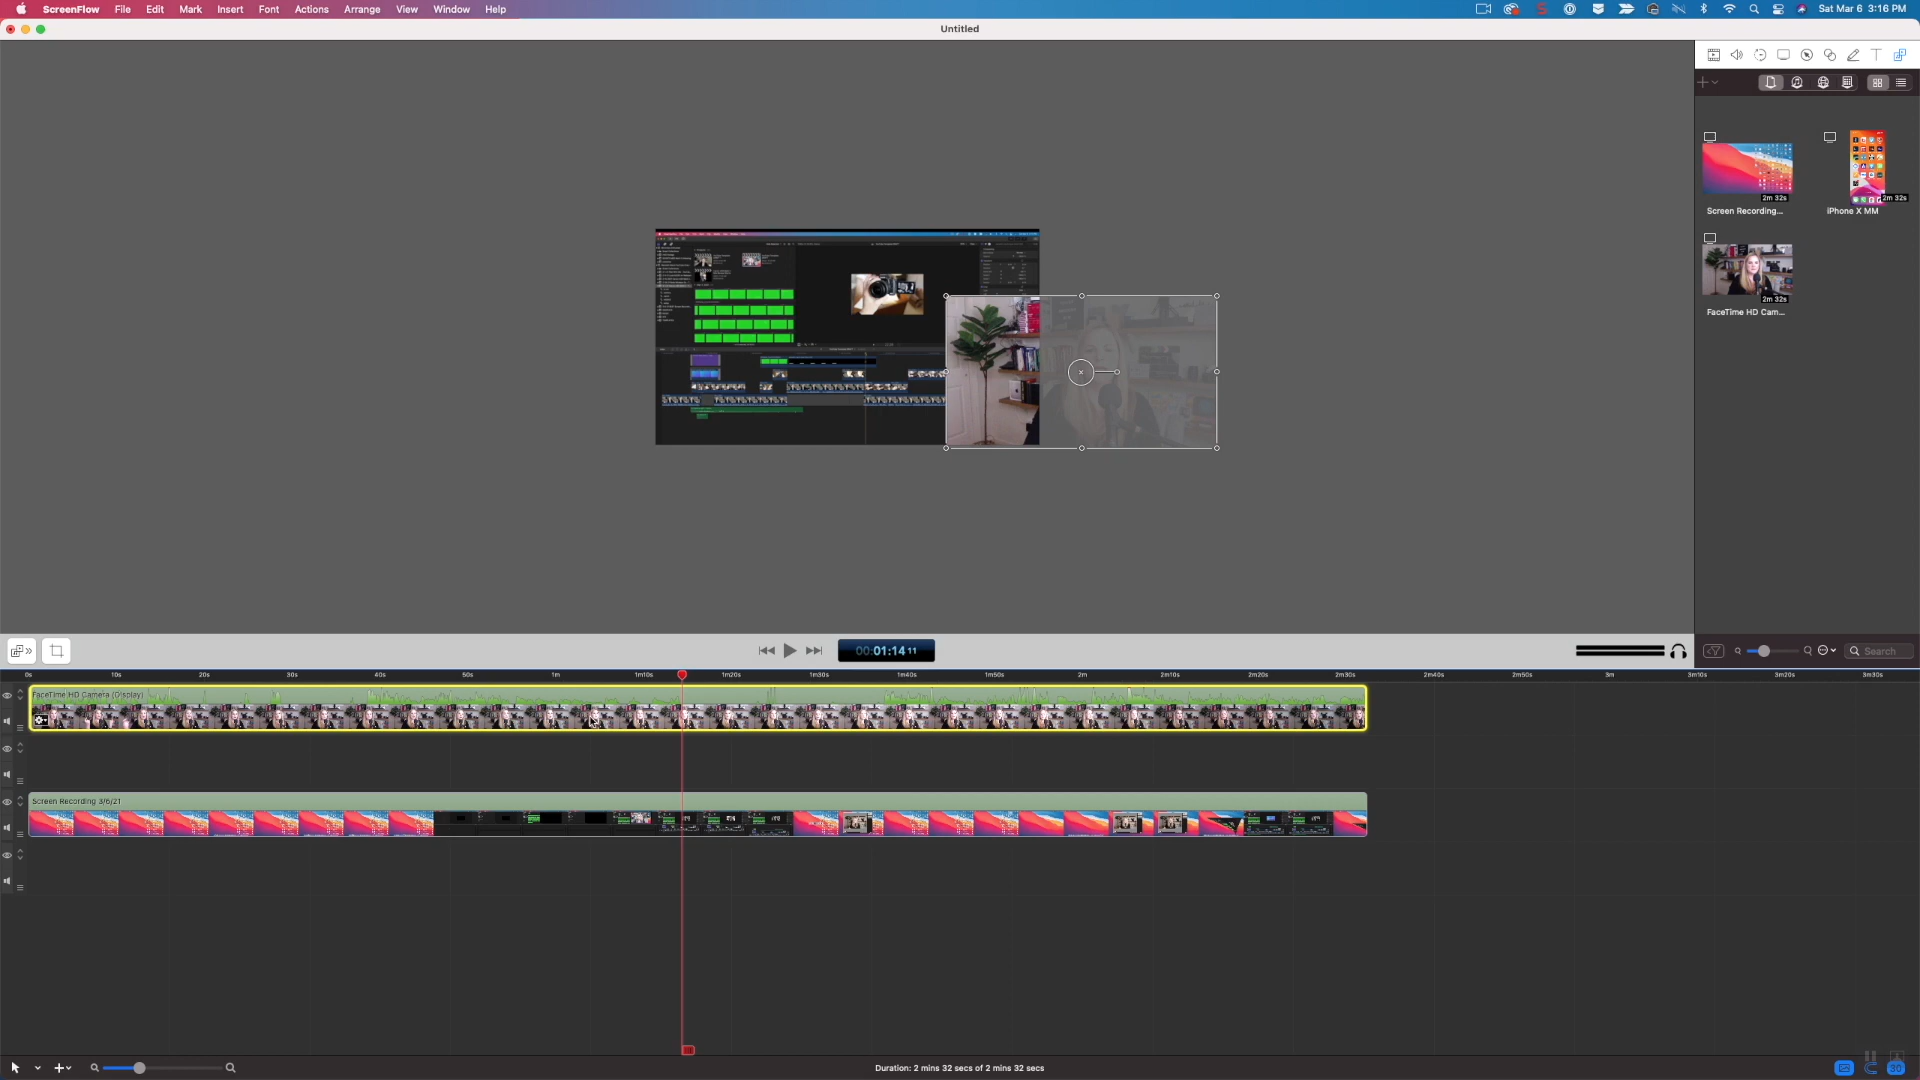 ScreenFlow File Edit Mark Insert Font Actions Arrange View Window Help Sat Mar 6 3:16 PM
Untitled
2m 32s
2m 32s
Screen Recording...
iPhone X MM
2m 32s
FaceTime HD Cam...
00:01:14 11
Search
0s 10s 20s 30s 40s 50s 1m 1m10s 1m20s 1m30s 1m40s 1m50s 2m 2m10s 2m20s 2m30s 2m40s 2m50s 3m 3m10s 3m20s 3m30s
FaceTime HD Camera (Display)
Screen Recording 3/6/21
Duration: 2 mins 32 secs of 2 mins 32 secs
30